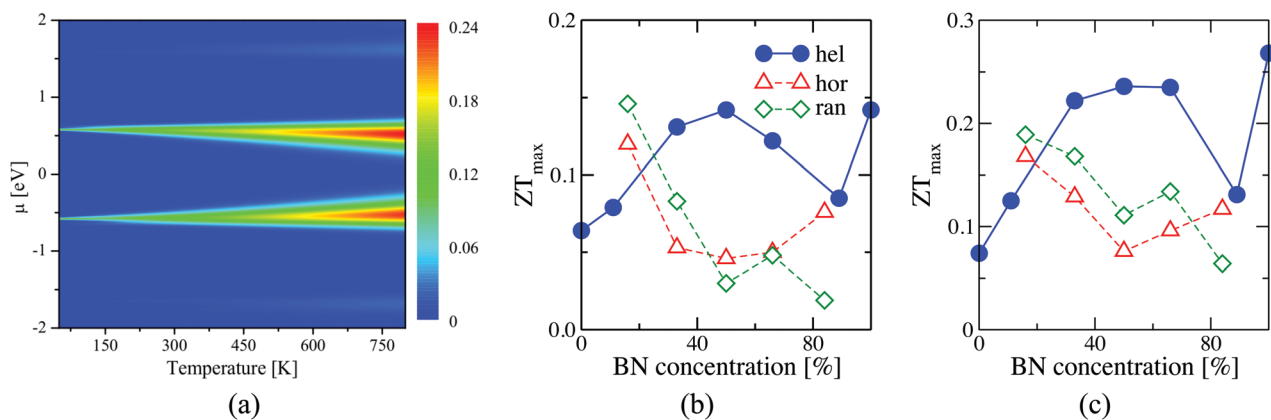 2
1
0
-1
-2
μ [eV]
150
300
450
600
750
Temperature [K]
0.24
0.18
0.12
0.06
0
(a)
0.2
0.1
0.0
ZTmax
hel
hor
ran
0
40
80
BN concentration [%]
(b)
0.3
0.2
0.1
0.0
ZTmax
0
40
80
BN concentration [%]
(c)